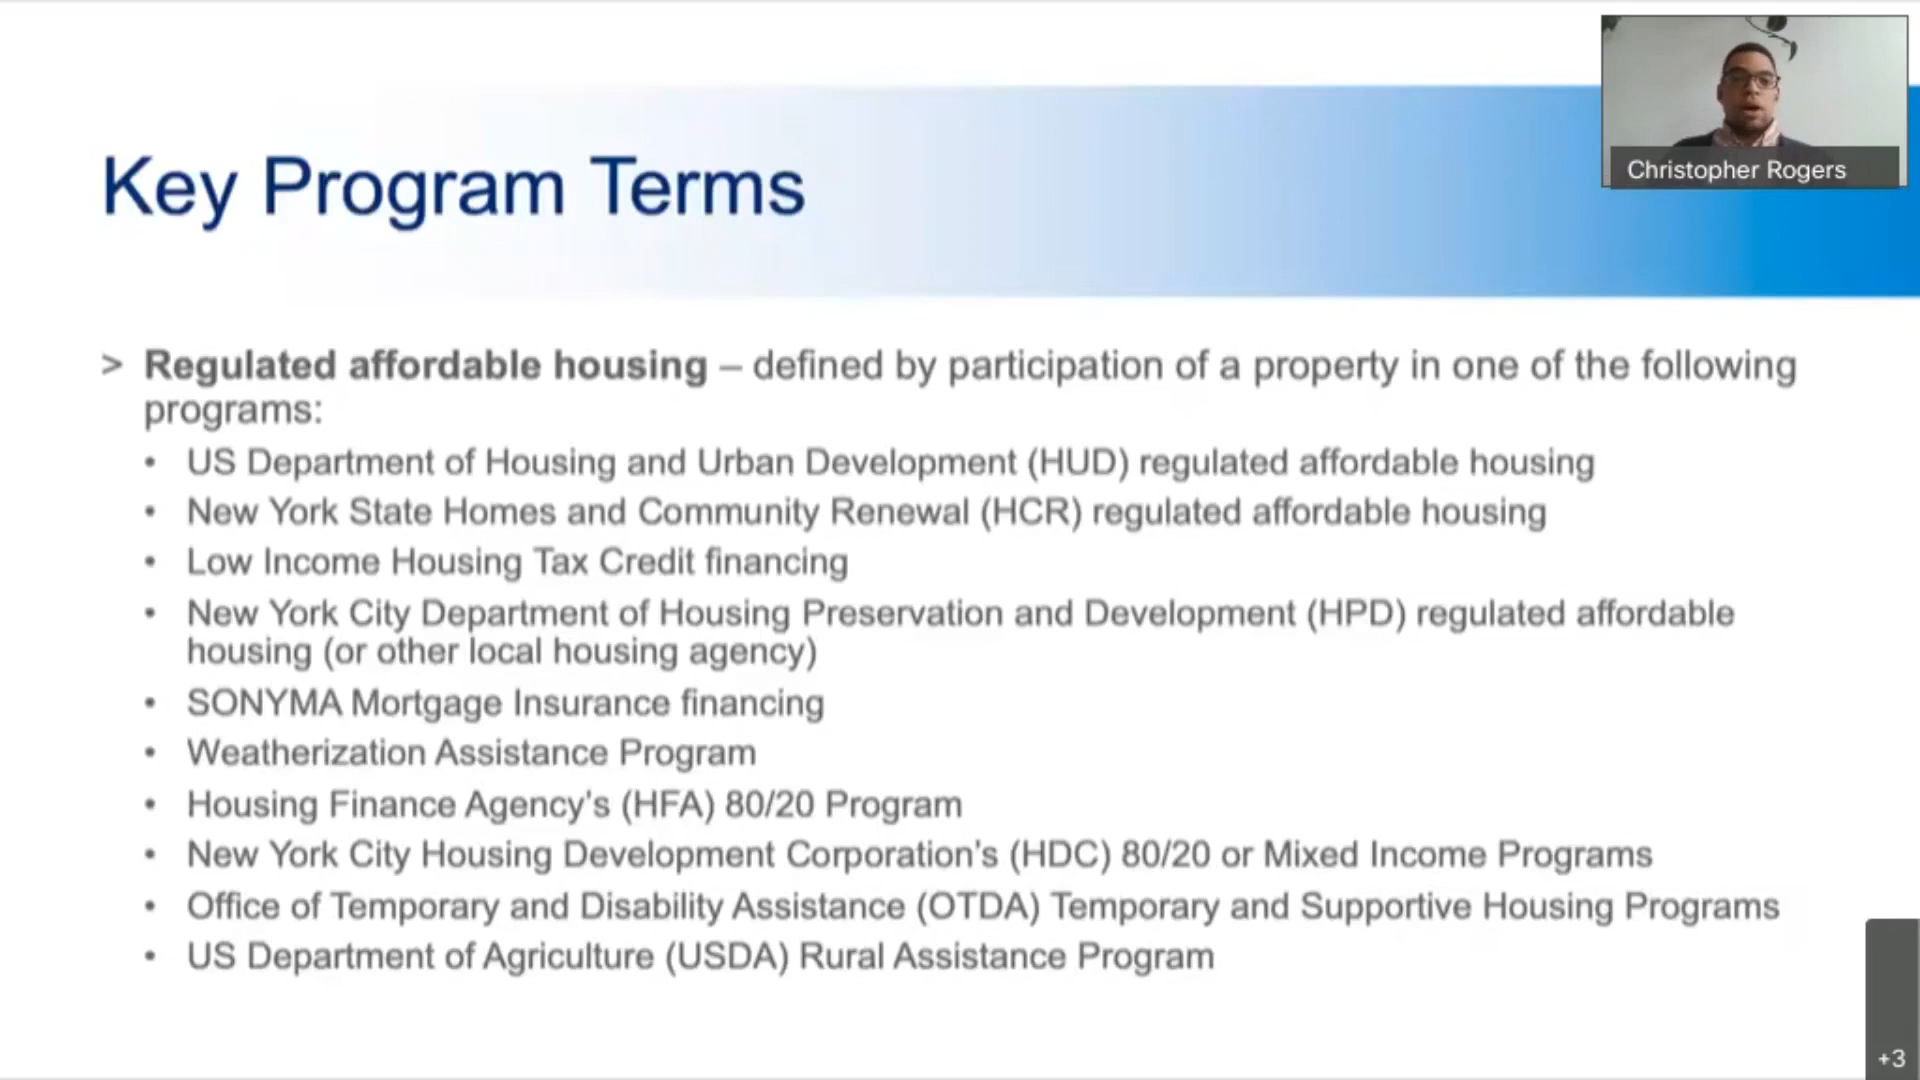 Christopher Rogers
Key Program Terms
> Regulated affordable housing – defined by participation of a property in one of the following
programs:
• US Department of Housing and Urban Development (HUD) regulated affordable housing
• New York State Homes and Community Renewal (HCR) regulated affordable housing
• Low Income Housing Tax Credit financing
• New York City Department of Housing Preservation and Development (HPD) regulated affordable
housing (or other local housing agency)
• SONYMA Mortgage Insurance financing
• Weatherization Assistance Program
• Housing Finance Agency's (HFA) 80/20 Program
• New York City Housing Development Corporation's (HDC) 80/20 or Mixed Income Programs
• Office of Temporary and Disability Assistance (OTDA) Temporary and Supportive Housing Programs
• US Department of Agriculture (USDA) Rural Assistance Program
+3